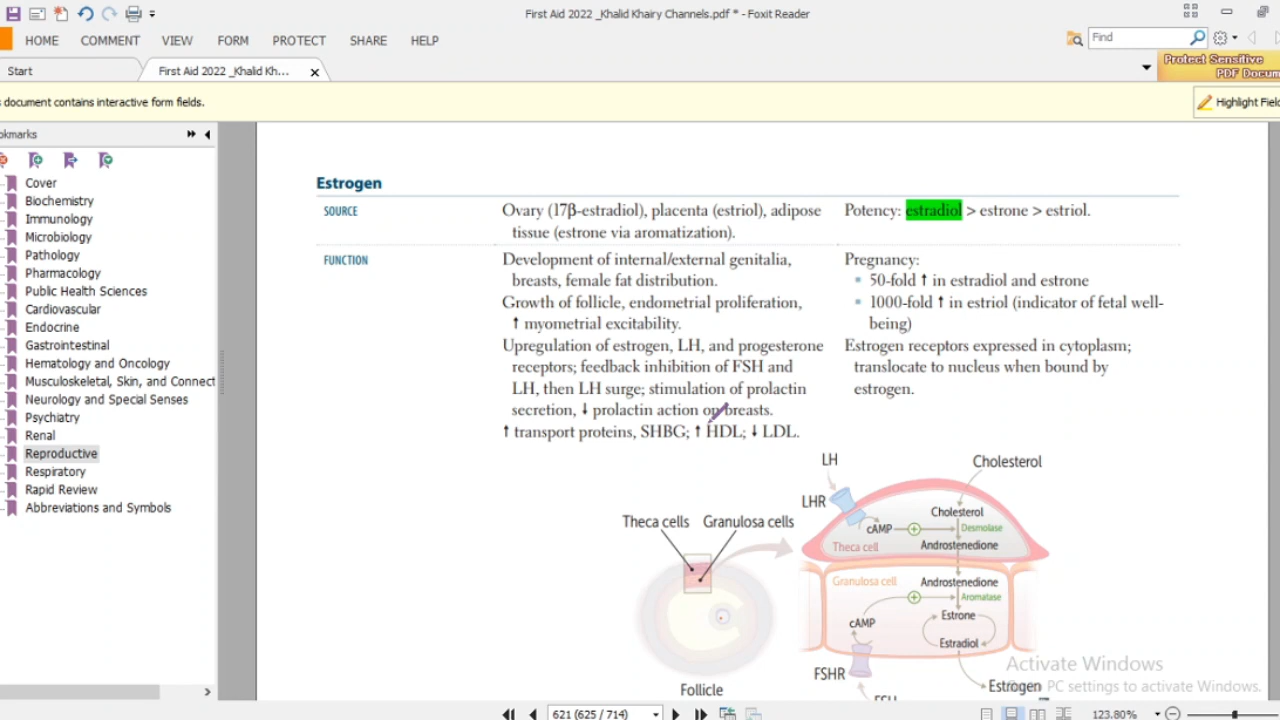 First Aid 2022 _Khalid Khairy Channels.pdf * - Foxit Reader
HOME COMMENT VIEW FORM PROTECT SHARE HELP
Find
Start
First Aid 2022 _Khalid Kh...
Protect Sensitive
PDF Docum
s document contains interactive form fields.
Highlight Field
okmarks
Cover
Biochemistry
Immunology
Microbiology
Pathology
Pharmacology
Public Health Sciences
Cardiovascular
Endocrine
Gastrointestinal
Hematology and Oncology
Musculoskeletal, Skin, and Connect
Neurology and Special Senses
Psychiatry
Renal
Reproductive
Respiratory
Rapid Review
Abbreviations and Symbols
Estrogen
SOURCE
Ovary (17β-estradiol), placenta (estriol), adipose
tissue (estrone via aromatization).
Potency: estradiol > estrone > estriol.
FUNCTION
Development of internal/external genitalia,
breasts, female fat distribution.
Growth of follicle, endometrial proliferation,
↑ myometrial excitability.
Upregulation of estrogen, LH, and progesterone
receptors; feedback inhibition of FSH and
LH, then LH surge; stimulation of prolactin
secretion, ↓ prolactin action on breasts.
↑ transport proteins, SHBG; ↑ HDL; ↓ LDL.
Pregnancy:
▪ 50-fold ↑ in estradiol and estrone
▪ 1000-fold ↑ in estriol (indicator of fetal well-
being)
Estrogen receptors expressed in cytoplasm;
translocate to nucleus when bound by
estrogen.
LH
Cholesterol
LHR
Theca cells Granulosa cells
Cholesterol
cAMP
Desmolase
Theca cell
Androstenedione
Granulosa cell
Androstenedione
Aromatase
Estrone
cAMP
Estradiol
FSHR
Estrogen
Follicle
FSH
Activate Windows
PC settings to activate Windows.
621 (625 / 714)
123.80%